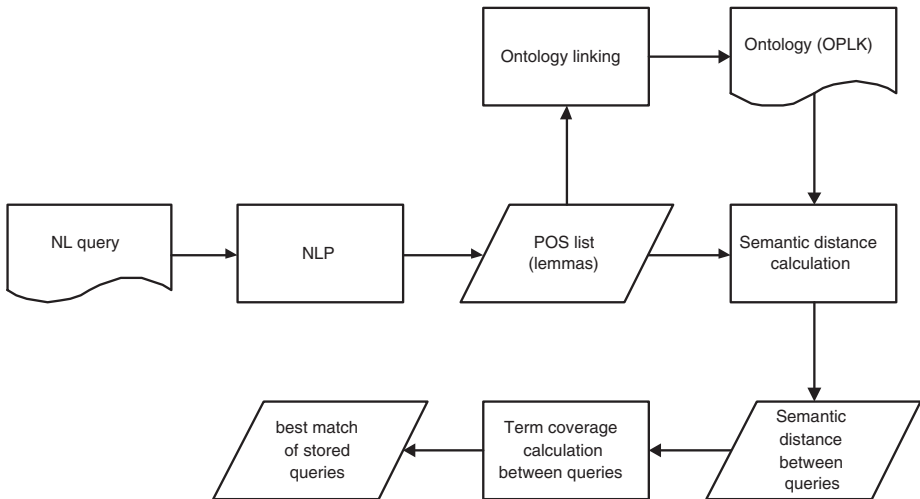 Ontology linking
Ontology (OPLK)
NL query
NLP
POS list
(lemmas)
Semantic distance
calculation
best match
of stored
queries
Term coverage
calculation
between queries
Semantic
distance
between
queries